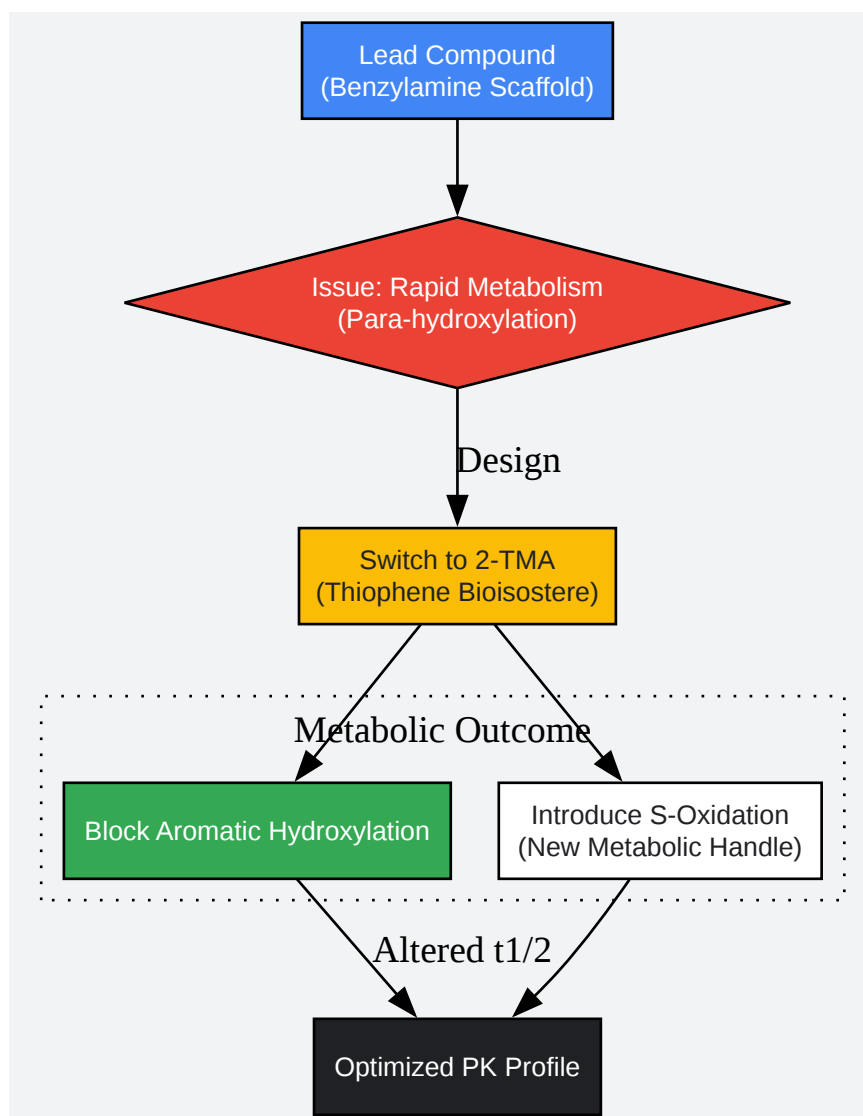 Lead Compound
(Benzylamine Scaffold)
Issue: Rapid Metabolism
(Para-hydroxylation)
Design
Switch to 2-TMA
(Thiophene Bioisostere)
Metabolic Outcome
Block Aromatic Hydroxylation
Introduce S-Oxidation
(New Metabolic Handle)
Altered t1/2
Optimized PK Profile